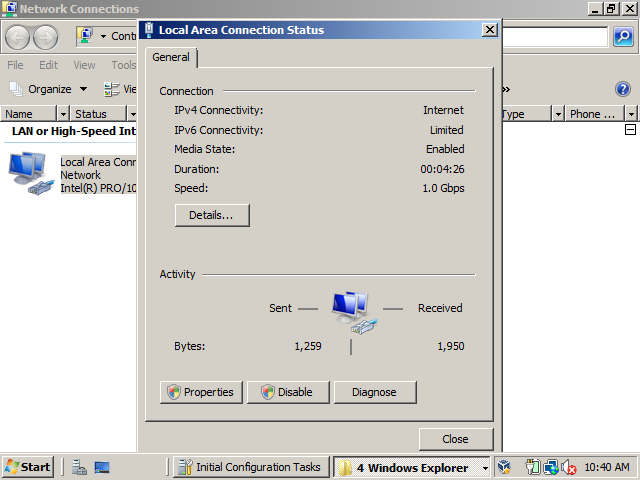 Network Connections
Local Area Connection Status
Contr
General
File Edit View Tools
Organize
Name Status Type Phone ...
LAN or High-Speed Int
Local Area Conn
Network
Intel(R) PRO/10
Connection
IPv4 Connectivity: Internet
IPv6 Connectivity: Limited
Media State: Enabled
Duration: 00:04:26
Speed: 1.0 Gbps
Details...
Activity
Sent Received
Bytes: 1,259 1,950
Properties Disable Diagnose
Close
Start Initial Configuration Tasks 4 Windows Explorer 10:40 AM